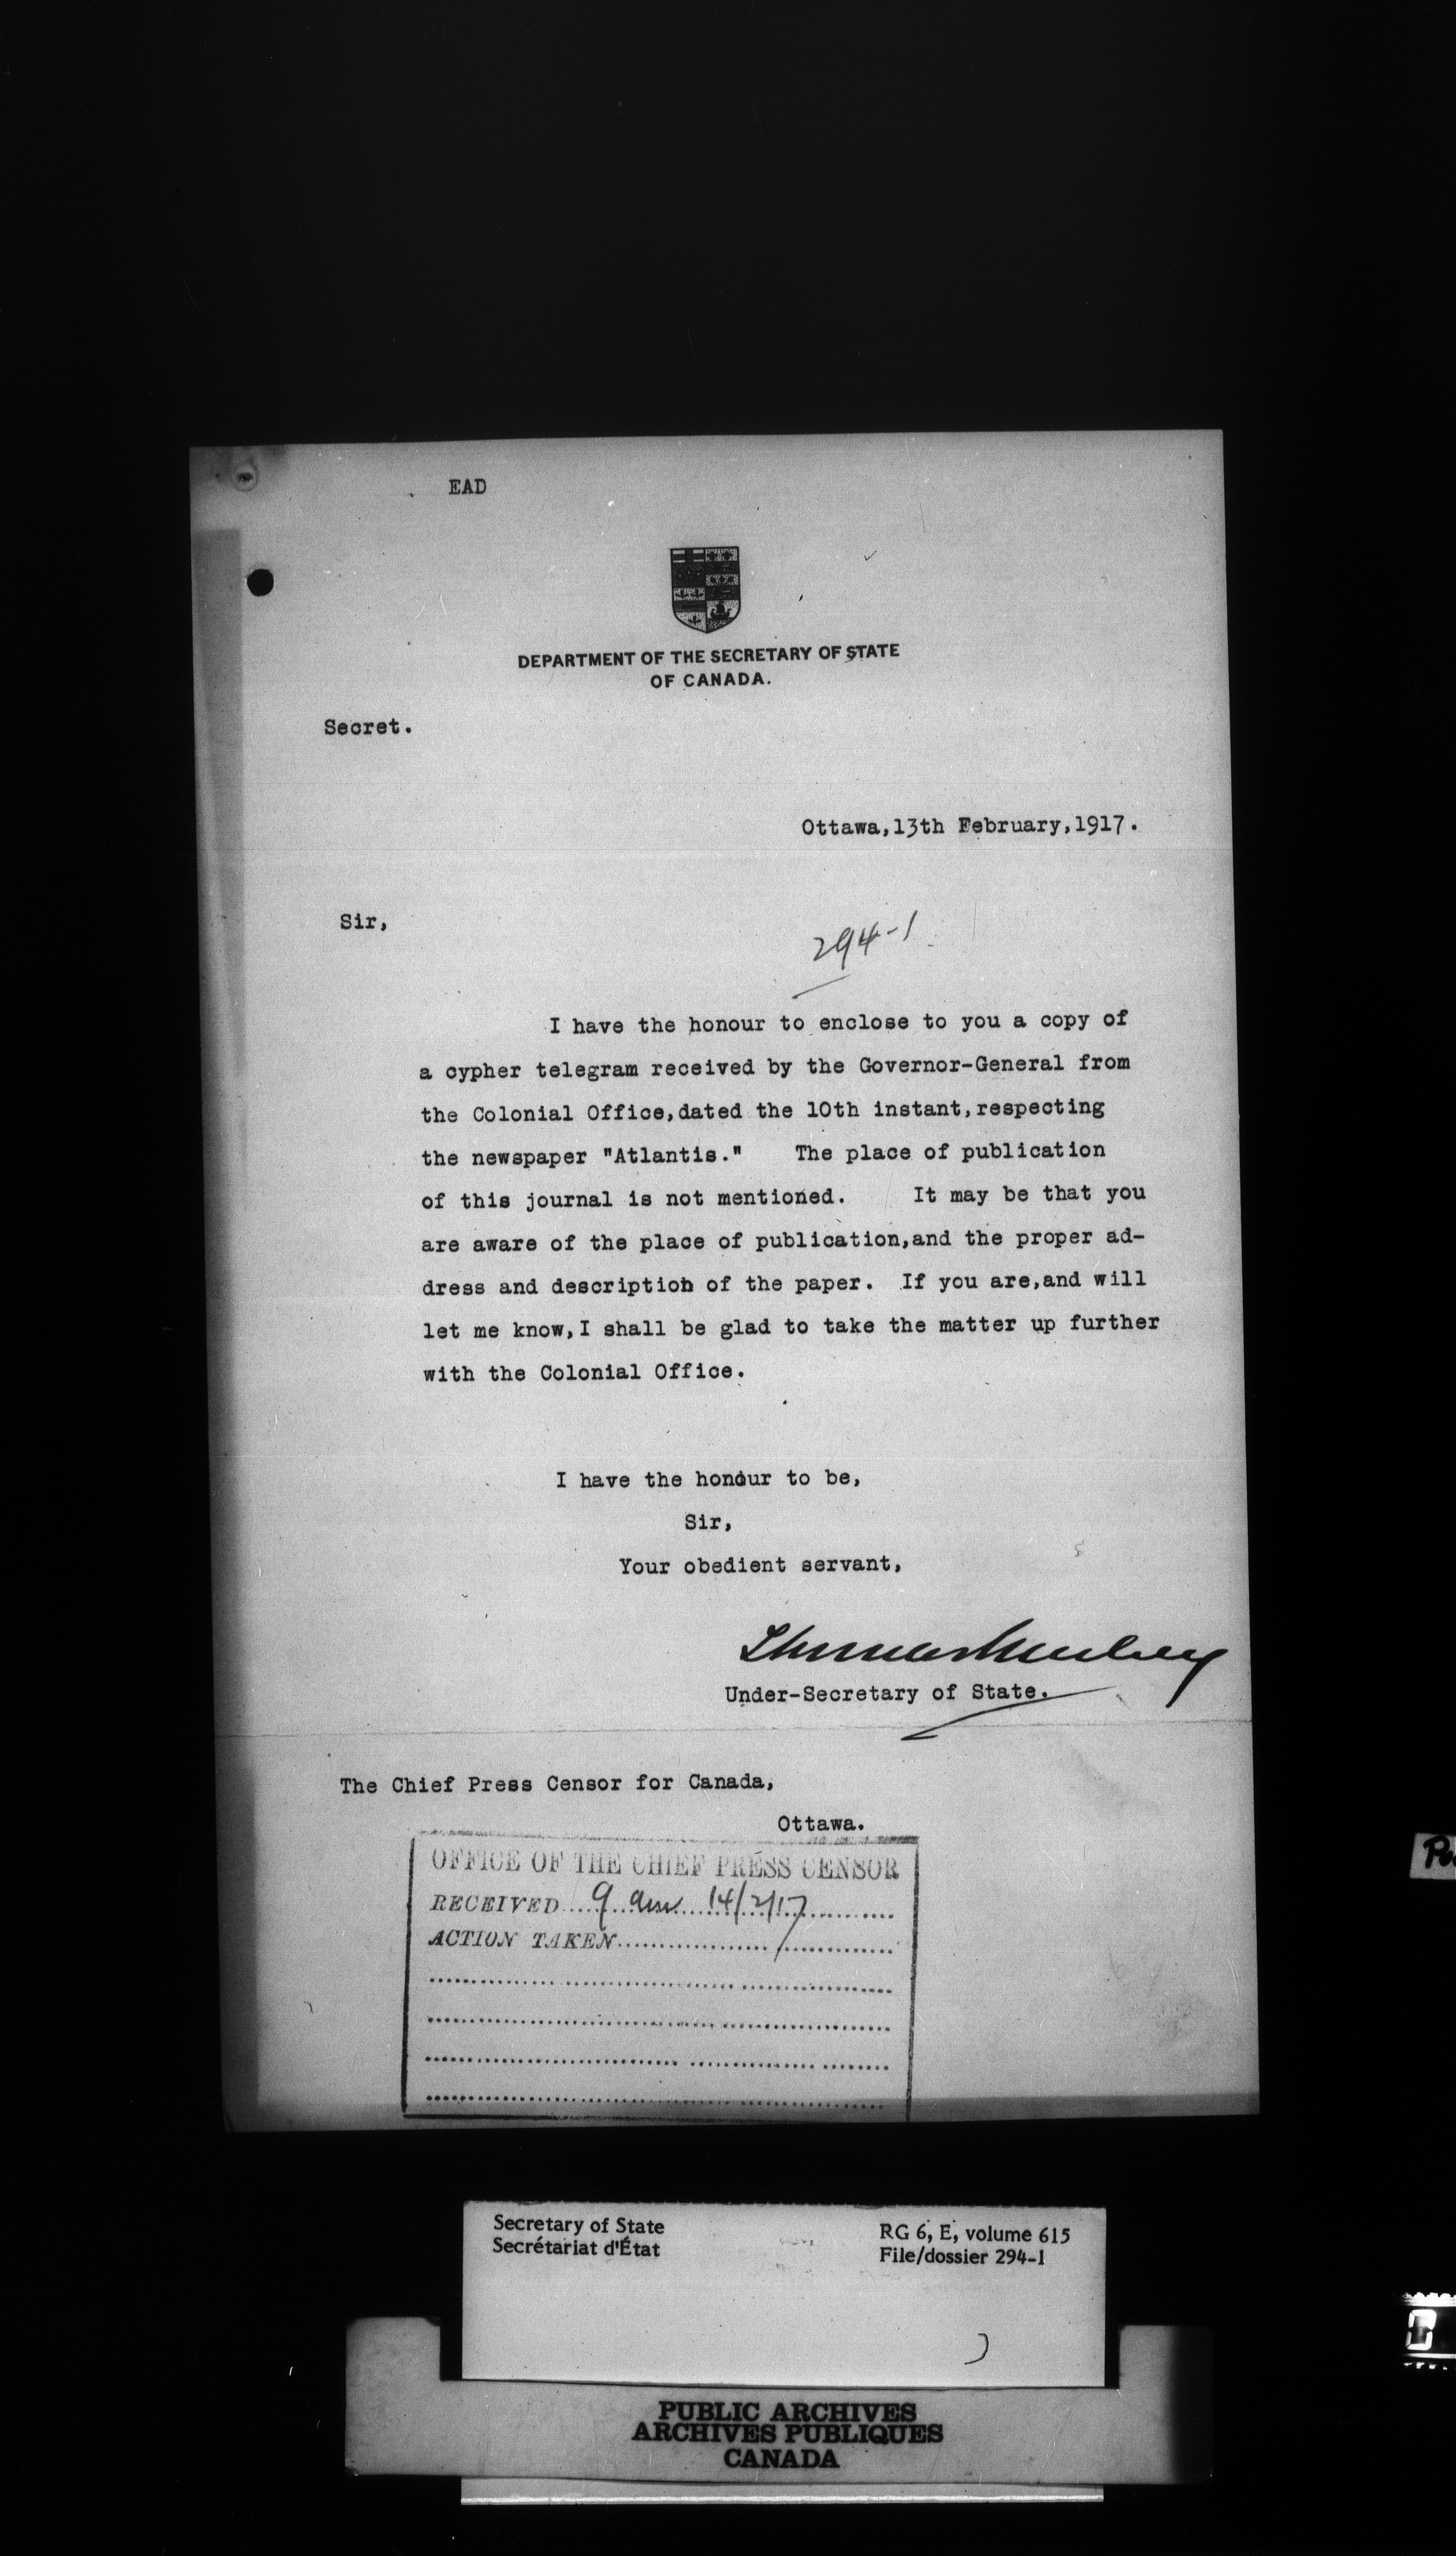 EAD
DEPARTMENT OF THE SECRETARY OF STATE
OF CANADA.
Secret.
Ottawa,13th February,1917.
Sir,
294-1
I have the honour to enclose to you a copy of
a cypher telegram received by the Governor-General from
the Colonial Office,dated the 10th instant,respecting
the newspaper "Atlantis." The place of publication
of this journal is not mentioned. It may be that you
are aware of the place of publication,and the proper ad-
dress and description of the paper. If you are,and will
let me know,I shall be glad to take the matter up further
with the Colonial Office.
I have the honour to be,
Sir,
Your obedient servant,
Thomas Mulvey
Under-Secretary of State.
The Chief Press Censor for Canada,
Ottawa.
OFFICE OF THE CHIEF PRESS CENSOR
RECEIVED 9 am 14/2/17
ACTION TAKEN
Secretary of State
Secrétariat d'État
RG 6, E, volume 615
File/dossier 294-1
PUBLIC ARCHIVES
ARCHIVES PUBLIQUES
CANADA